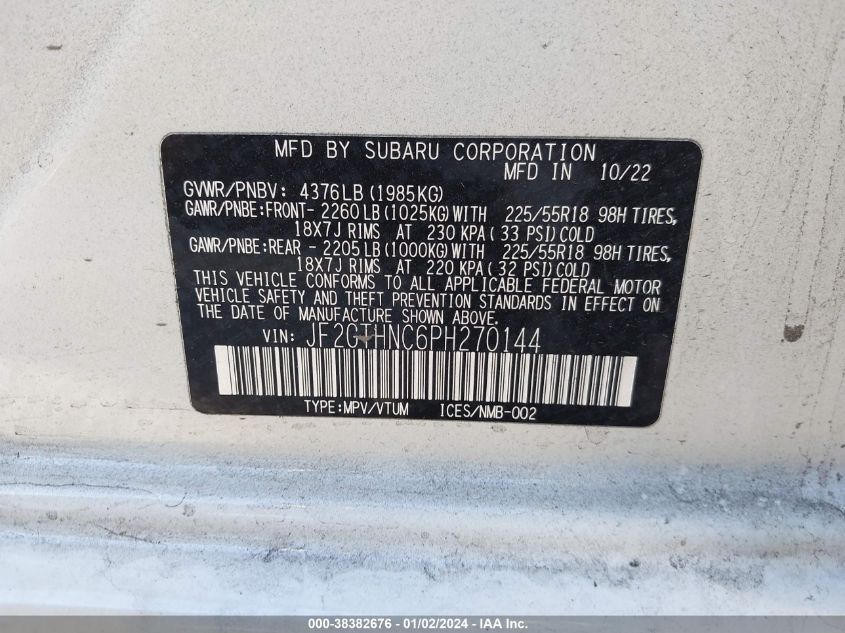 MFD BY SUBARU CORPORATION
MFD IN 10/22
GVWR/PNBV: 4376LB (1985KG)
GAWR/PNBE:FRONT- 2260LB (1025KG) WITH 225/55R18 98H TIRES,
18X7J RIMS AT 230 KPA( 33 PSI) COLD
GAWR/PNBE:REAR - 2205LB (1000KG) WITH 225/55R18 98H TIRES,
18X7J RIMS AT 220 KPA( 32 PSI) COLD
THIS VEHICLE CONFORMS TO ALL APPLICABLE FEDERAL MOTOR
VEHICLE SAFETY AND THEFT PREVENTION STANDARDS IN EFFECT ON
THE DATE OF MANUFACTURE SHOWN ABOVE.
VIN: JF2GTHNC6PH270144
TYPE:MPV/VTUM ICES/NMB-002
000-38382676 - 01/02/2024 - IAA Inc.